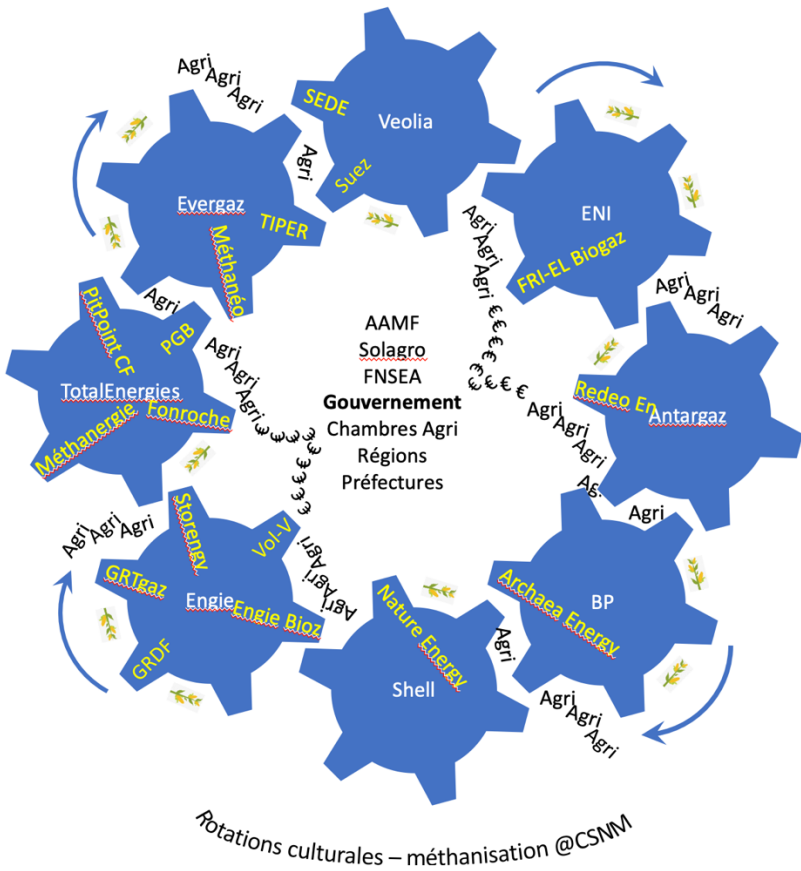 Agri
Agri
Agri
SEDE
Veolia
Suez
Agri
Evergaz
TIPER
Méthanéo
ENI
FRI-EL Biogaz
Agri
Agri
Agri
€
€
€
€
€
€
€
€
€
€
Agri
Agri
Agri
Agri
Agri
Agri
Ag.
Agri
Redeo En
Antargaz
Agri
PitPoint CF
PGB
TotalEnergies
Fonroche
Méthanergie
Agri
Agri
Agri
€
€
€
€
€
€
€
€
€
AAMF
Solagro
FNSEA
Gouvernement
Chambres Agri
Régions
Préfectures
Agri
Agri
Agri
Storengy
Vol-V
GRTgaz
Engie
Engie Bioz
GRDF
Agri
Agri
Agri
Nature Energy
Shell
Agri
Archaea Energy
BP
Agri
Agri
Agri
Rotations culturales – méthanisation @CSNM